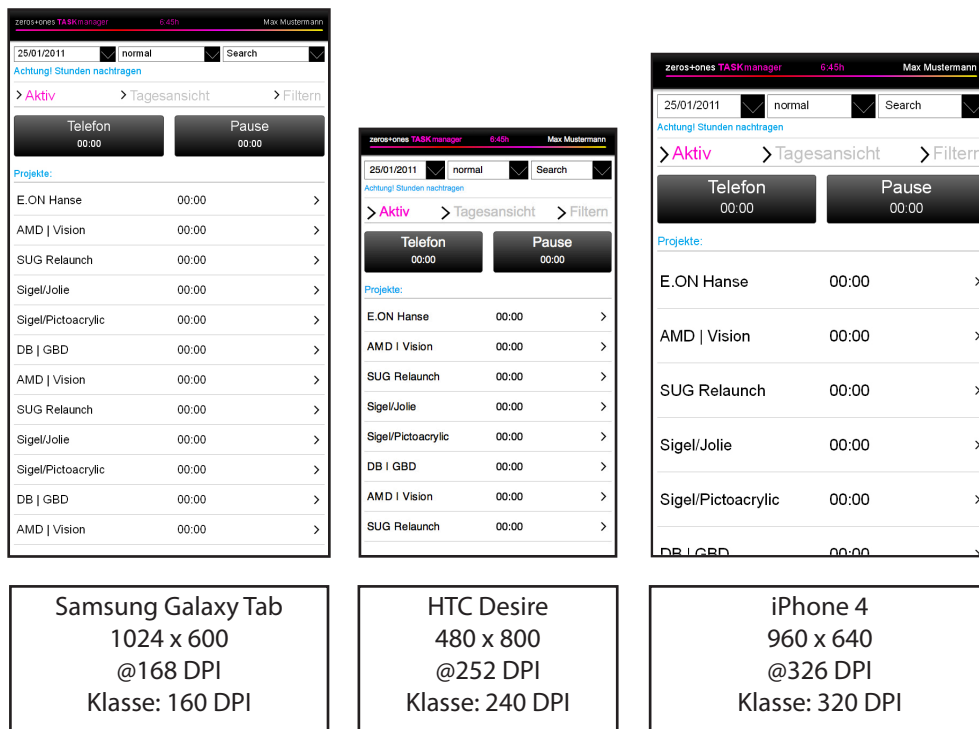 zeros+ones TASKmanager 6:45h Max Mustermann
25/01/2011 normal Search
Achtung! Stunden nachtragen
Aktiv Tagesansicht Filtern
Telefon Pause
00:00 00:00
Projekte:
E.ON Hanse 00:00
AMD | Vision 00:00
SUG Relaunch 00:00
Sigel/Jolie 00:00
Sigel/Pictoacrylic 00:00
DB | GBD 00:00
AMD | Vision 00:00
SUG Relaunch 00:00
Sigel/Jolie 00:00
Sigel/Pictoacrylic 00:00
DB | GBD 00:00
AMD | Vision 00:00
Samsung Galaxy Tab
1024 x 600
@168 DPI
Klasse: 160 DPI
zeros+ones TASKmanager 6:45h Max Mustermann
25/01/2011 normal Search
Achtung! Stunden nachtragen
Aktiv Tagesansicht Filtern
Telefon Pause
00:00 00:00
Projekte:
E.ON Hanse 00:00
AMD | Vision 00:00
SUG Relaunch 00:00
Sigel/Jolie 00:00
Sigel/Pictoacrylic 00:00
DB | GBD 00:00
AMD | Vision 00:00
SUG Relaunch 00:00
HTC Desire
480 x 800
@252 DPI
Klasse: 240 DPI
zeros+ones TASKmanager 6:45h Max Mustermann
25/01/2011 normal Search
Achtung! Stunden nachtragen
Aktiv Tagesansicht Filtern
Telefon Pause
00:00 00:00
Projekte:
E.ON Hanse 00:00
AMD | Vision 00:00
SUG Relaunch 00:00
Sigel/Jolie 00:00
Sigel/Pictoacrylic 00:00
DB | GBD 00:00
iPhone 4
960 x 640
@326 DPI
Klasse: 320 DPI